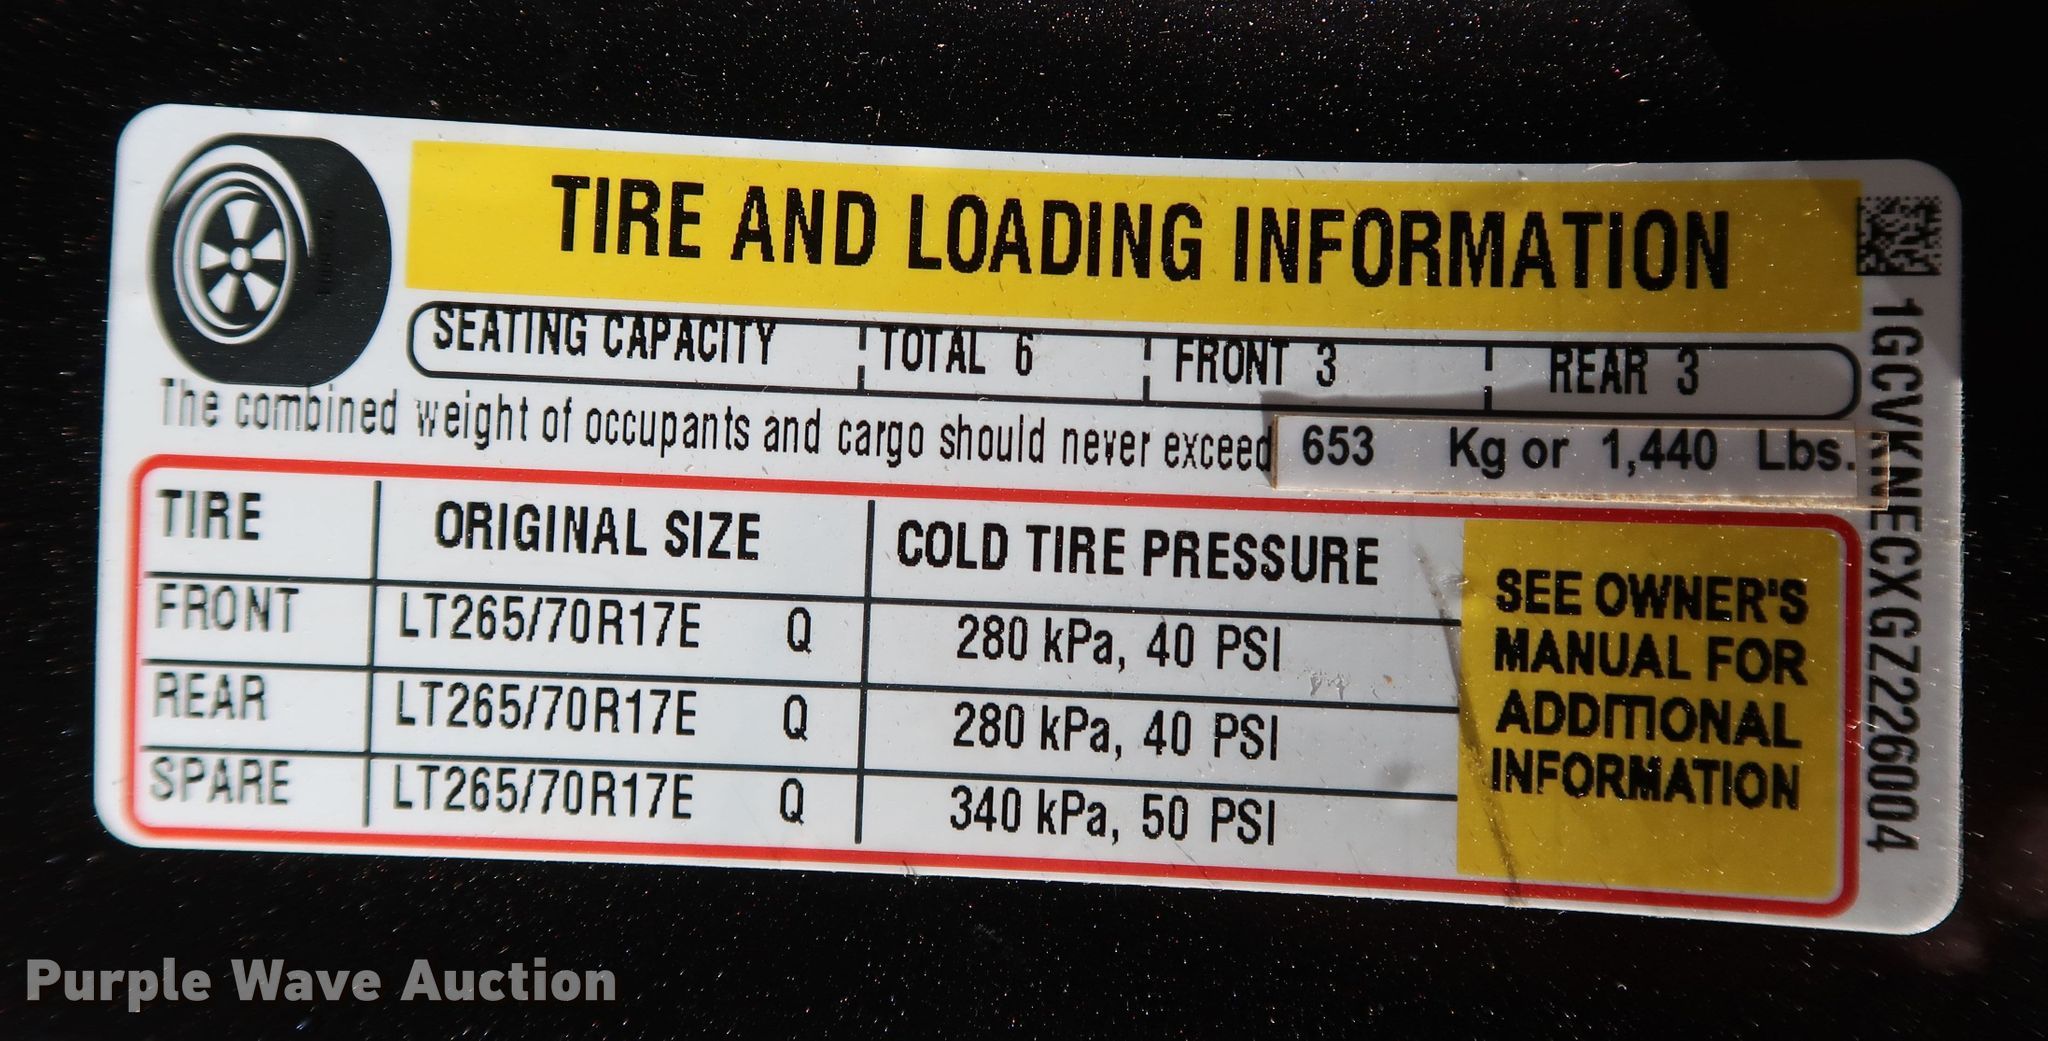 TIRE AND LOADING INFORMATION
SEATING CAPACITY TOTAL 6 FRONT 3 REAR 3
The combined weight of occupants and cargo should never exceed 653 Kg or 1,440 Lbs.
TIRE ORIGINAL SIZE COLD TIRE PRESSURE
FRONT LT265/70R17E Q 280 kPa, 40 PSI
REAR LT265/70R17E Q 280 kPa, 40 PSI
SPARE LT265/70R17E Q 340 kPa, 50 PSI
SEE OWNER'S
MANUAL FOR
ADDITIONAL
INFORMATION
1GCVKNECXGZ226004
Purple Wave Auction